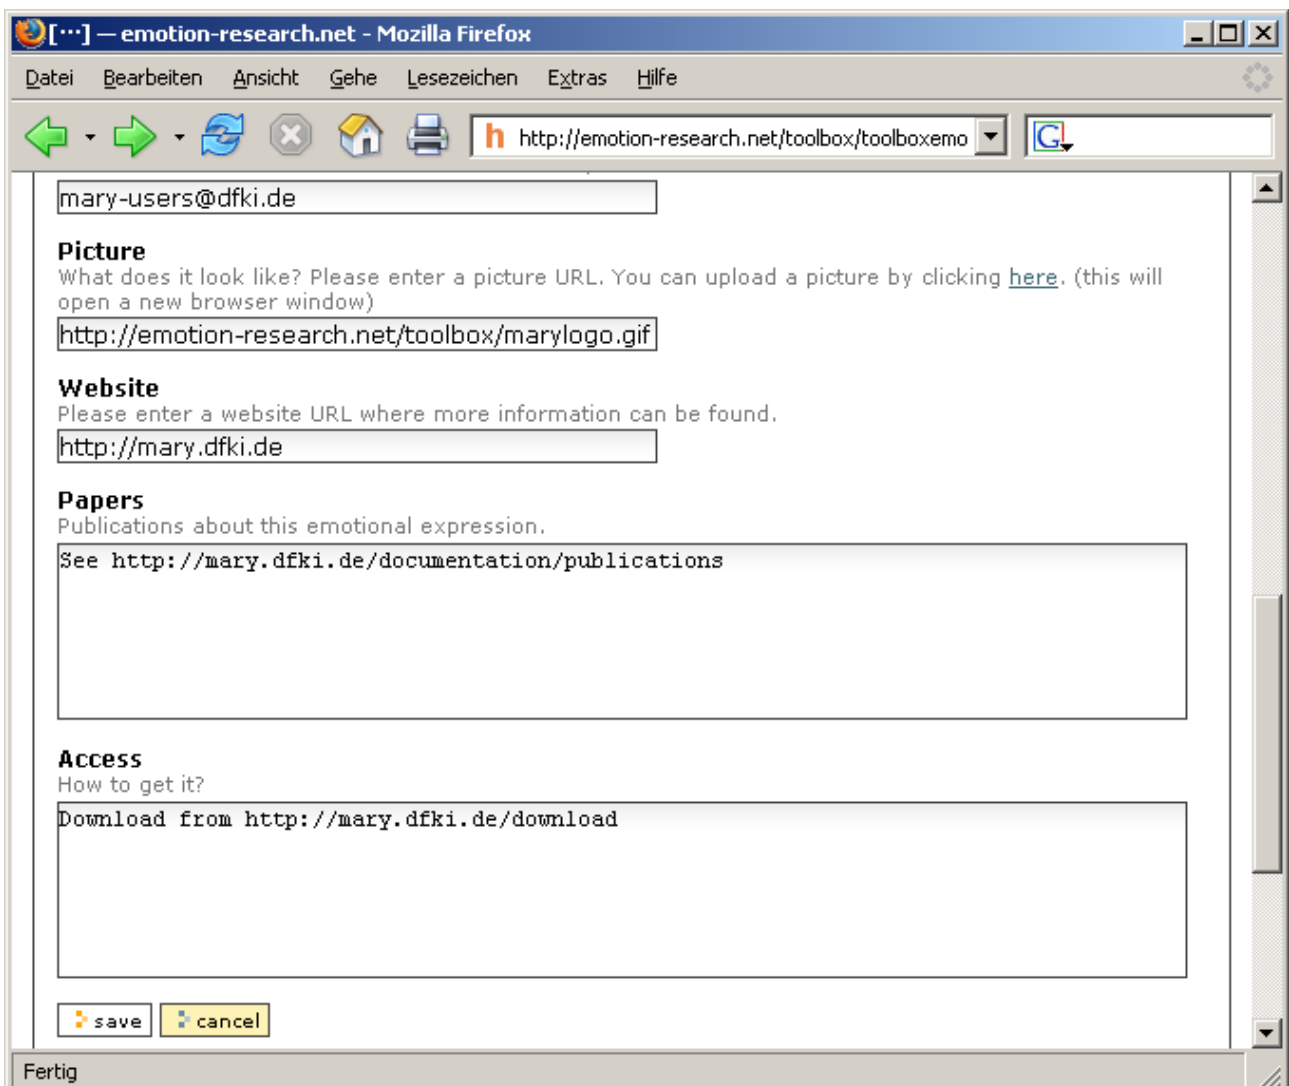 [···] — emotion-research.net - Mozilla Firefox
Datei Bearbeiten Ansicht Gehe Lesezeichen Extras Hilfe
http://emotion-research.net/toolbox/toolboxemo
mary-users@dfki.de
Picture
What does it look like? Please enter a picture URL. You can upload a picture by clicking here. (this will
open a new browser window)
http://emotion-research.net/toolbox/marylogo.gif
Website
Please enter a website URL where more information can be found.
http://mary.dfki.de
Papers
Publications about this emotional expression.
See http://mary.dfki.de/documentation/publications
Access
How to get it?
Download from http://mary.dfki.de/download
save cancel
Fertig